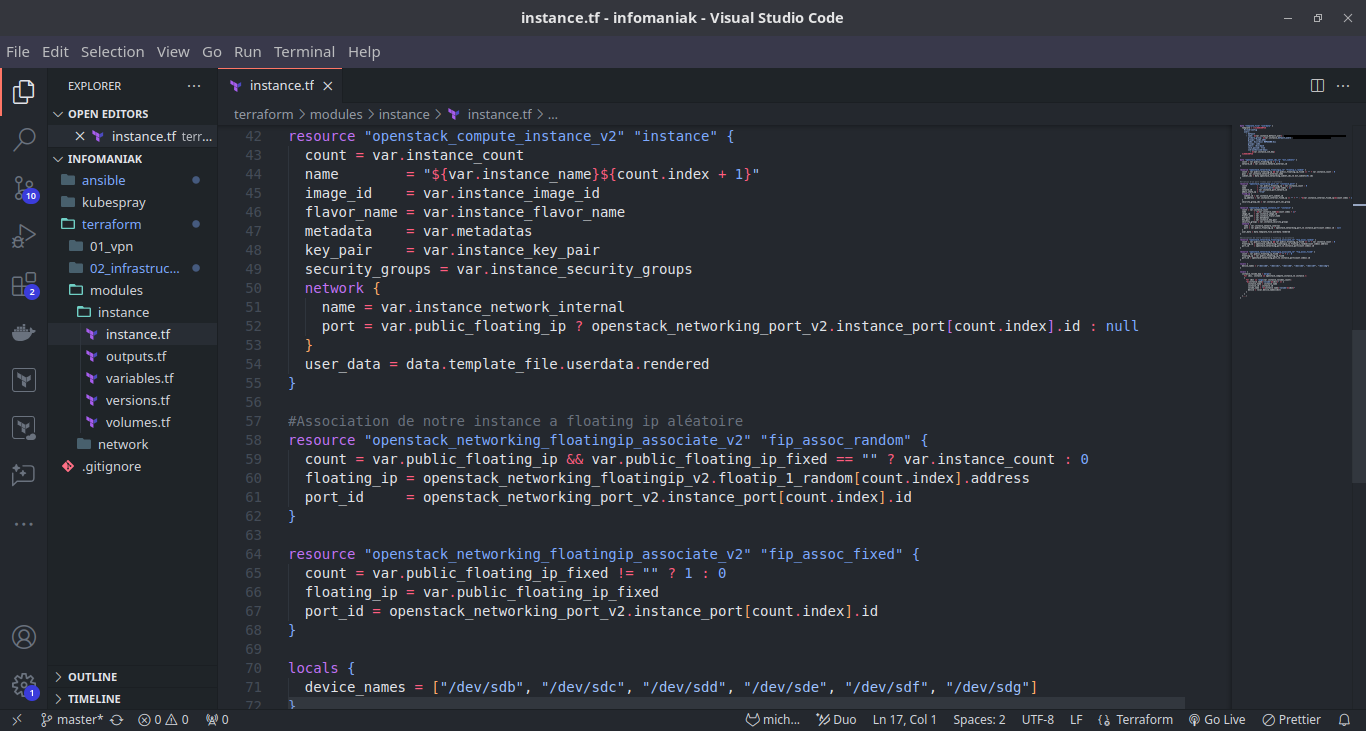 instance.tf - infomaniak - Visual Studio Code
File Edit Selection View Go Run Terminal Help
EXPLORER
OPEN EDITORS
instance.tf terr...
INFOMANIAK
ansible
kubespray
terraform
01_vpn
02_infrastruc...
modules
instance
instance.tf
outputs.tf
variables.tf
versions.tf
volumes.tf
network
.gitignore
OUTLINE
TIMELINE
10
2
1
instance.tf
terraform > modules > instance > instance.tf > ...
42 resource "openstack_compute_instance_v2" "instance" {
43   count = var.instance_count
44   name        = "${var.instance_name}${count.index + 1}"
45   image_id    = var.instance_image_id
46   flavor_name = var.instance_flavor_name
47   metadata    = var.metadatas
48   key_pair    = var.instance_key_pair
49   security_groups = var.instance_security_groups
50   network {
51     name = var.instance_network_internal
52     port = var.public_floating_ip ? openstack_networking_port_v2.instance_port[count.index].id : null
53   }
54   user_data = data.template_file.userdata.rendered
55 }
56
57 #Association de notre instance a floating ip aléatoire
58 resource "openstack_networking_floatingip_associate_v2" "fip_assoc_random" {
59   count = var.public_floating_ip && var.public_floating_ip_fixed == "" ? var.instance_count : 0
60   floating_ip = openstack_networking_floatingip_v2.floatip_1_random[count.index].address
61   port_id     = openstack_networking_port_v2.instance_port[count.index].id
62 }
63
64 resource "openstack_networking_floatingip_associate_v2" "fip_assoc_fixed" {
65   count = var.public_floating_ip_fixed != "" ? 1 : 0
66   floating_ip = var.public_floating_ip_fixed
67   port_id = openstack_networking_port_v2.instance_port[count.index].id
68 }
69
70 locals {
71   device_names = ["/dev/sdb", "/dev/sdc", "/dev/sdd", "/dev/sde", "/dev/sdf", "/dev/sdg"]
72 }
master* 0 0 0 mich... Duo Ln 17, Col 1 Spaces: 2 UTF-8 LF Terraform Go Live Prettier